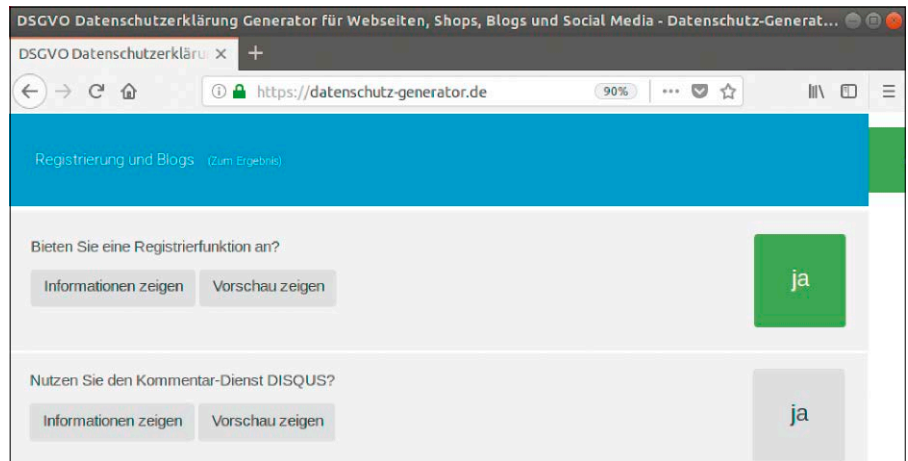 DSGVO Datenschutzerklärung Generator für Webseiten, Shops, Blogs und Social Media - Datenschutz-Generat...
DSGVO Datenschutzerkläru
https://datenschutz-generator.de 90%
Registrierung und Blogs (Zum Ergebnis)
Bieten Sie eine Registrierfunktion an?
ja
Informationen zeigen Vorschau zeigen
Nutzen Sie den Kommentar-Dienst DISQUS?
ja
Informationen zeigen Vorschau zeigen